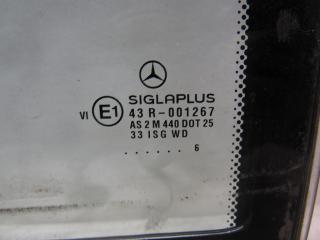 SIGLAPLUS
VI E1 43 R-001267
AS 2 M 440 DOT 25
33 ISG WD
...... 6